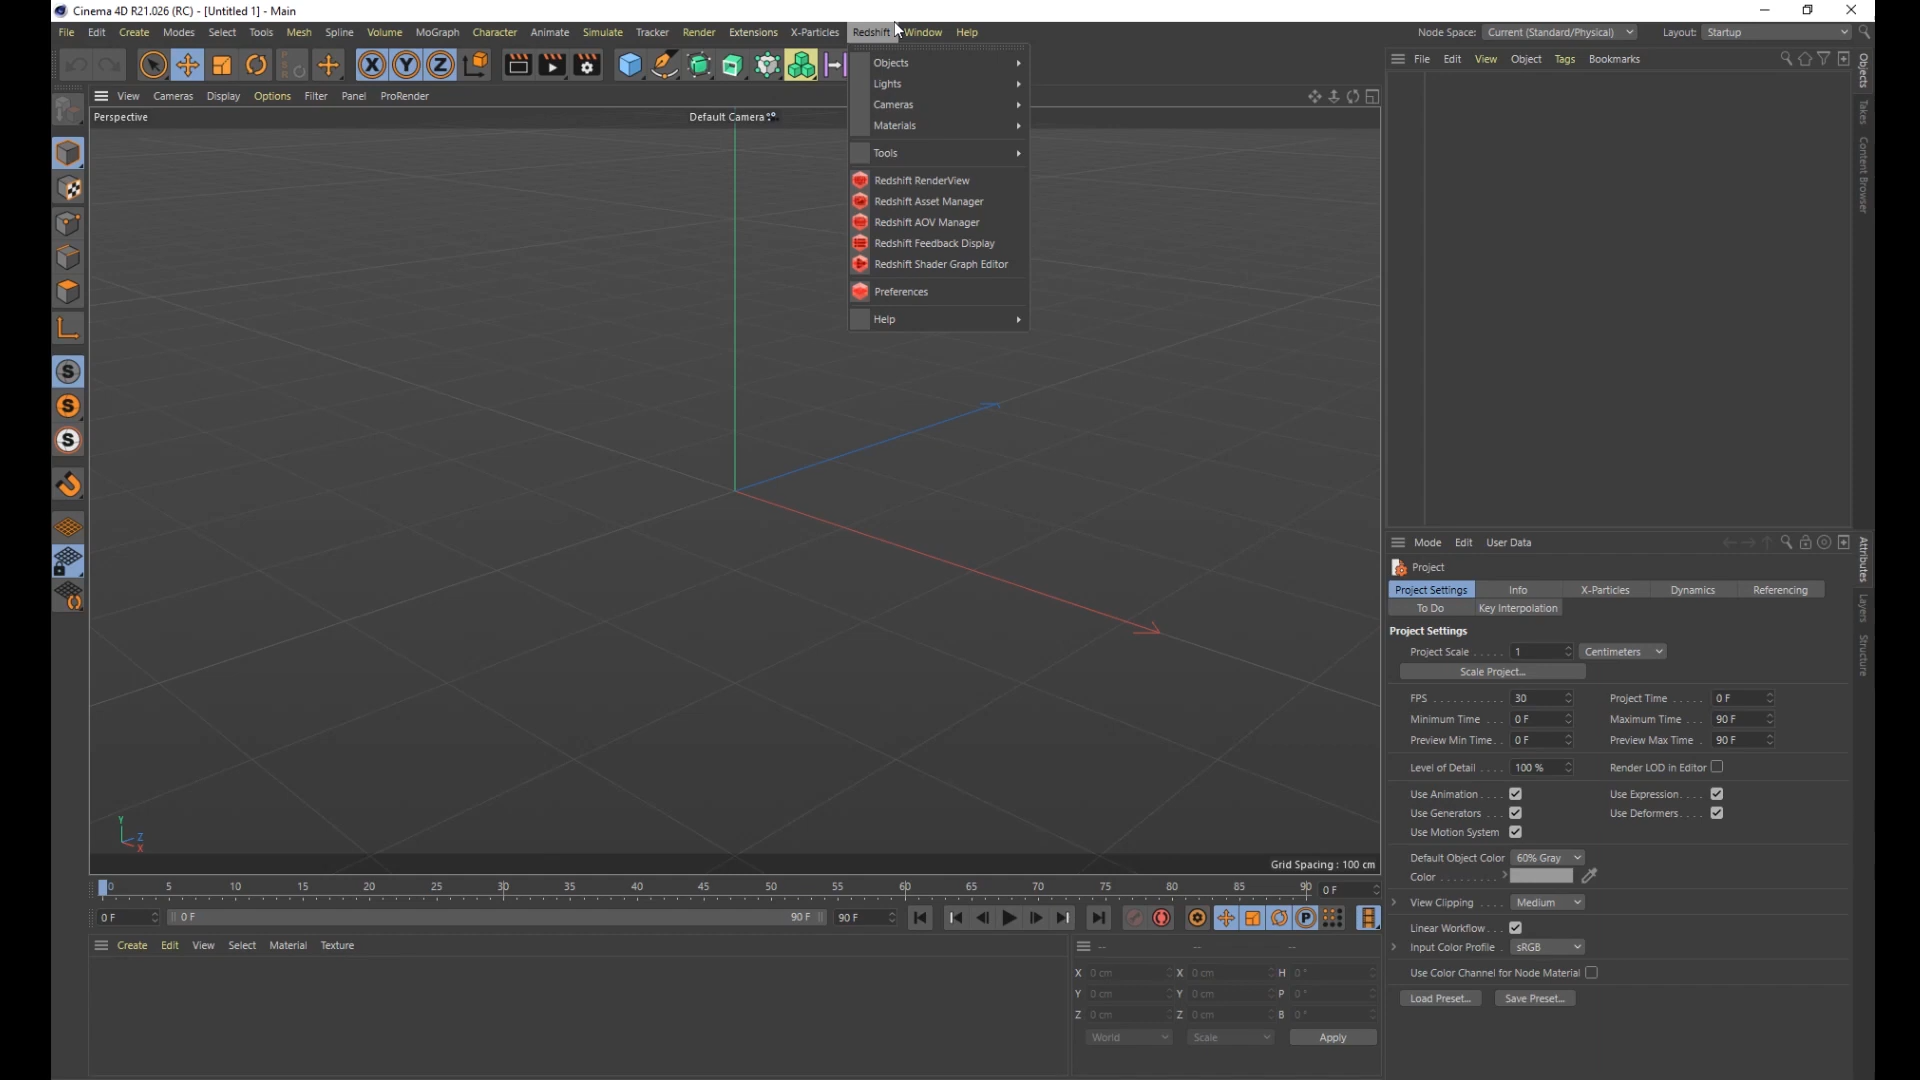 Cinema 4D R21.026 (RC) - [Untitled 1] - Main
File Edit Create Modes Select Tools Mesh Spline Volume MoGraph Character Animate Simulate Tracker Render Extensions X-Particles Redshift Window Help
Node Space: Current (Standard/Physical) Layout: Startup
X Y Z
View Cameras Display Options Filter Panel ProRender
File Edit View Object Tags Bookmarks
Perspective
Default Camera
Objects
Lights
Cameras
Materials
Tools
Redshift RenderView
Redshift Asset Manager
Redshift AOV Manager
Redshift Feedback Display
Redshift Shader Graph Editor
Preferences
Help
Objects
Takes
Content Browser
S
S
S
Y
Z
X
Grid Spacing : 100 cm
Mode Edit User Data
Attributes
Layers
Structure
Project
Project Settings Info X-Particles Dynamics Referencing
To Do Key Interpolation
Project Settings
Project Scale . . . . . 1 Centimeters
Scale Project...
FPS . . . . . . . . . . . 30 Project Time . . . . . 0 F
Minimum Time . . . 0 F Maximum Time . . . 90 F
Preview Min Time . . 0 F Preview Max Time . 90 F
Level of Detail . . . . 100 % Render LOD in Editor
Use Animation . . . . Use Expression . . . .
Use Generators . . . Use Deformers . . . .
Use Motion System
Default Object Color 60% Gray
Color . . . . . . . . .
View Clipping . . . . Medium
Linear Workflow . . .
Input Color Profile . sRGB
Use Color Channel for Node Material
Load Preset... Save Preset...
0 5 10 15 20 25 30 35 40 45 50 55 60 65 70 75 80 85 90 0 F
0 F 0 F 90 F 90 F P
Create Edit View Select Material Texture
-- -- --
X 0 cm X 0 cm H 0 °
Y 0 cm Y 0 cm P 0 °
Z 0 cm Z 0 cm B 0 °
World Scale Apply